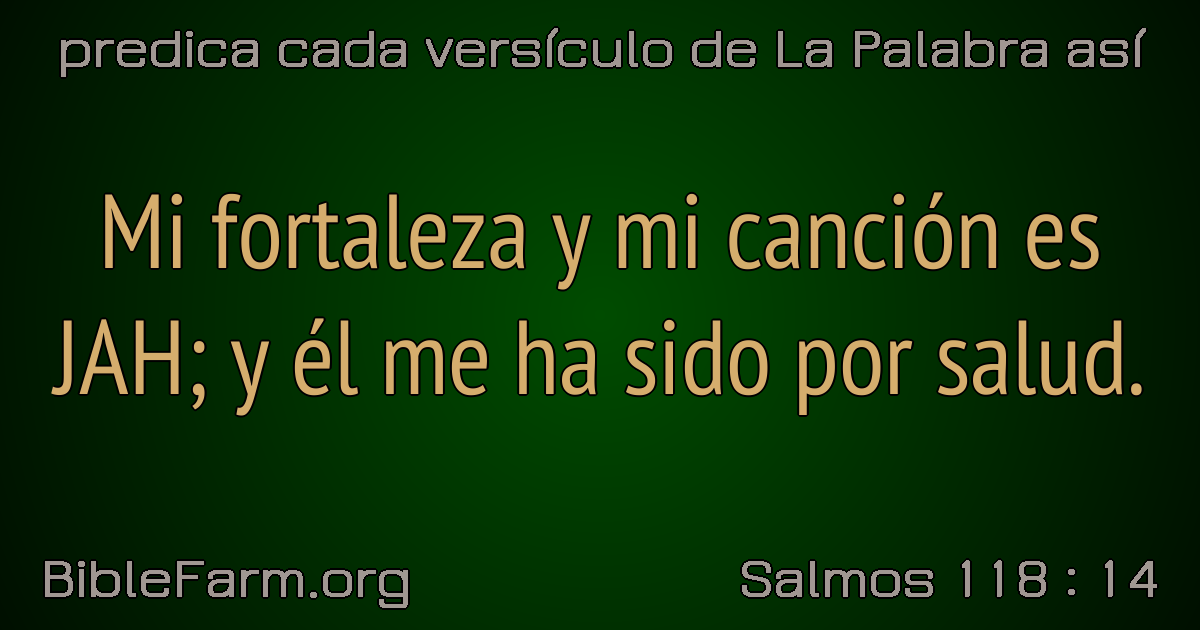 predica cada versículo de La Palabra así
Mi fortaleza y mi canción es
JAH; y él me ha sido por salud.
BibleFarm.org
Salmos 118 : 14